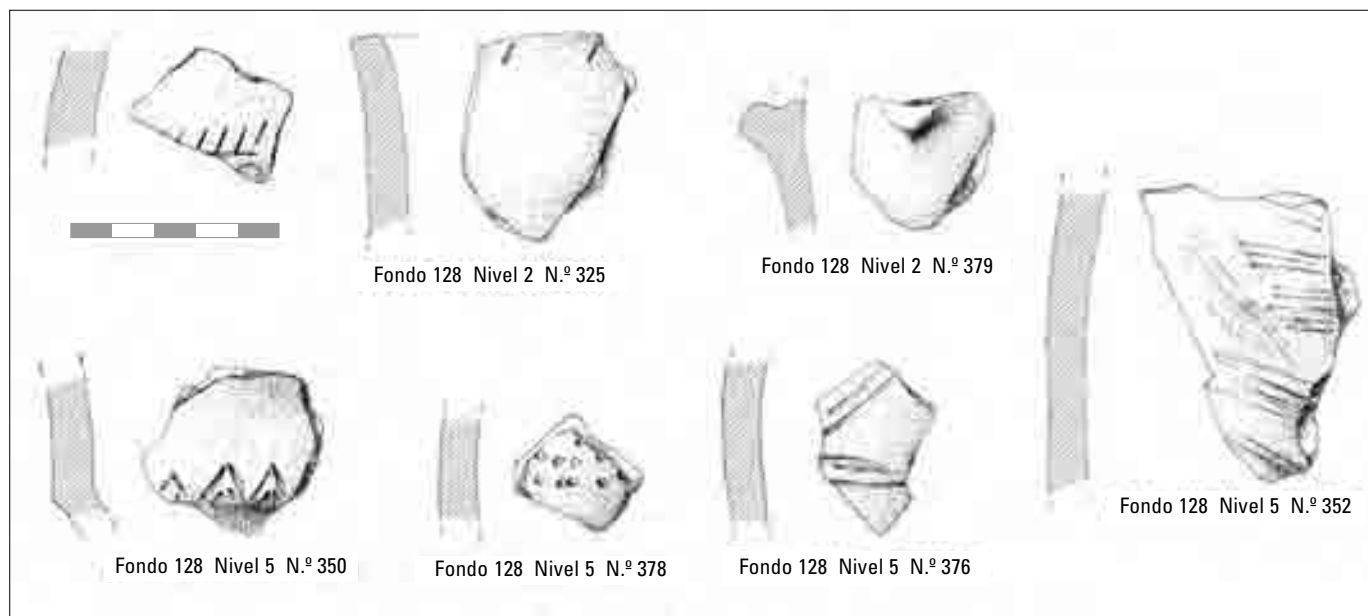 Fondo 128 Nivel 2 N.º 325
Fondo 128 Nivel 2 N.º 379
Fondo 128 Nivel 5 N.º 352
Fondo 128 Nivel 5 N.º 350
Fondo 128 Nivel 5 N.º 378
Fondo 128 Nivel 5 N.º 376